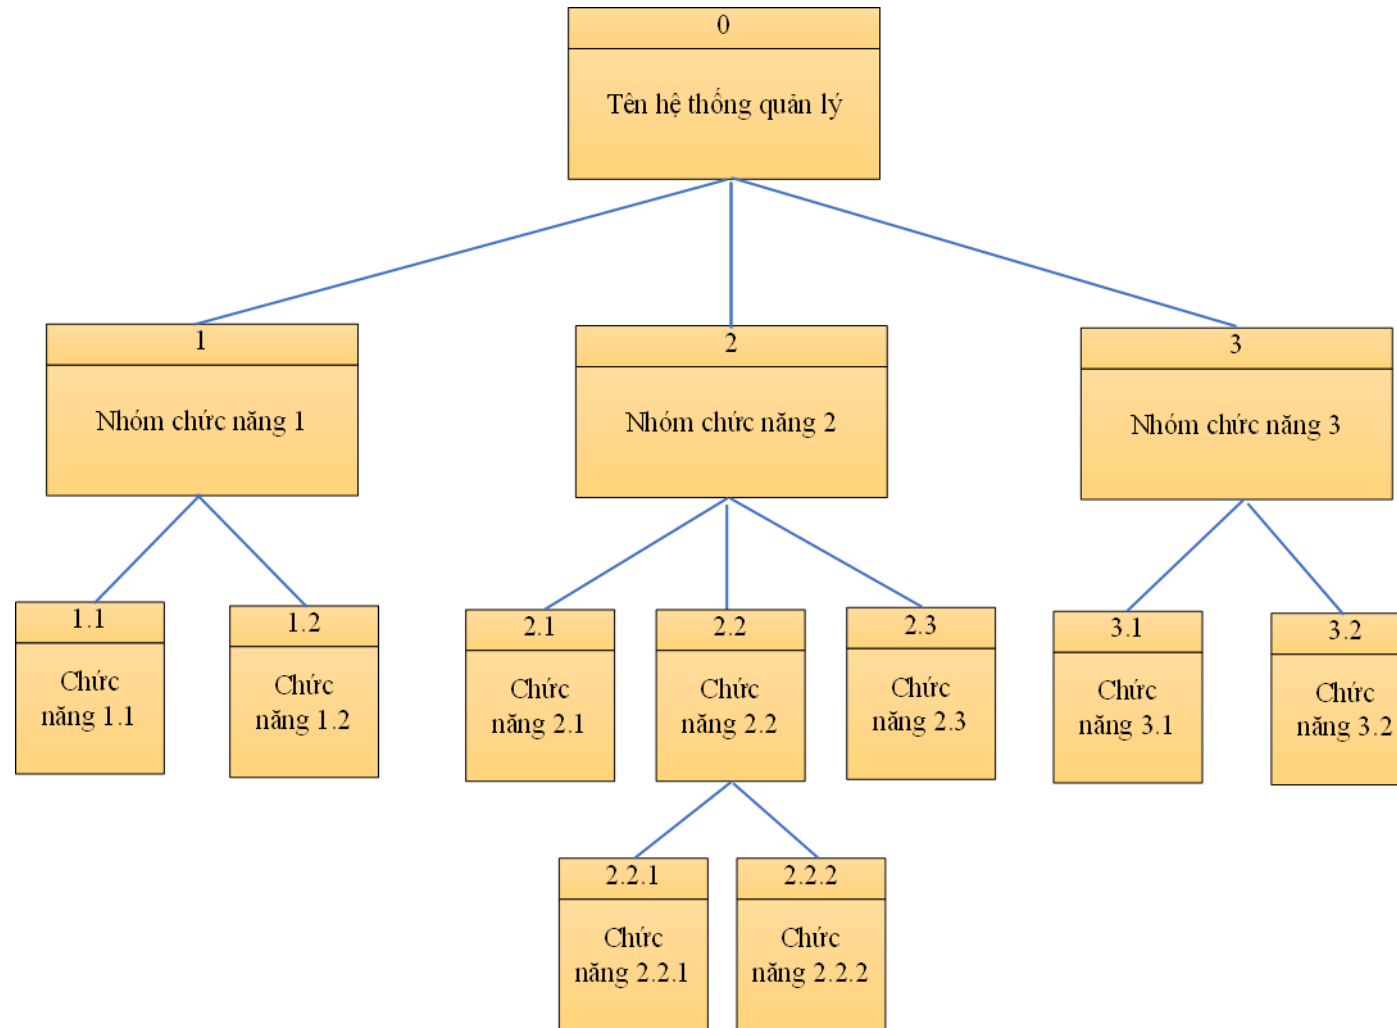 0
Tên hệ thống quản lý
1
Nhóm chức năng 1
2
Nhóm chức năng 2
3
Nhóm chức năng 3
1.1
Chức
năng 1.1
1.2
Chức
năng 1.2
2.1
Chức
năng 2.1
2.2
Chức
năng 2.2
2.3
Chức
năng 2.3
3.1
Chức
năng 3.1
3.2
Chức
năng 3.2
2.2.1
Chức
năng 2.2.1
2.2.2
Chức
năng 2.2.2